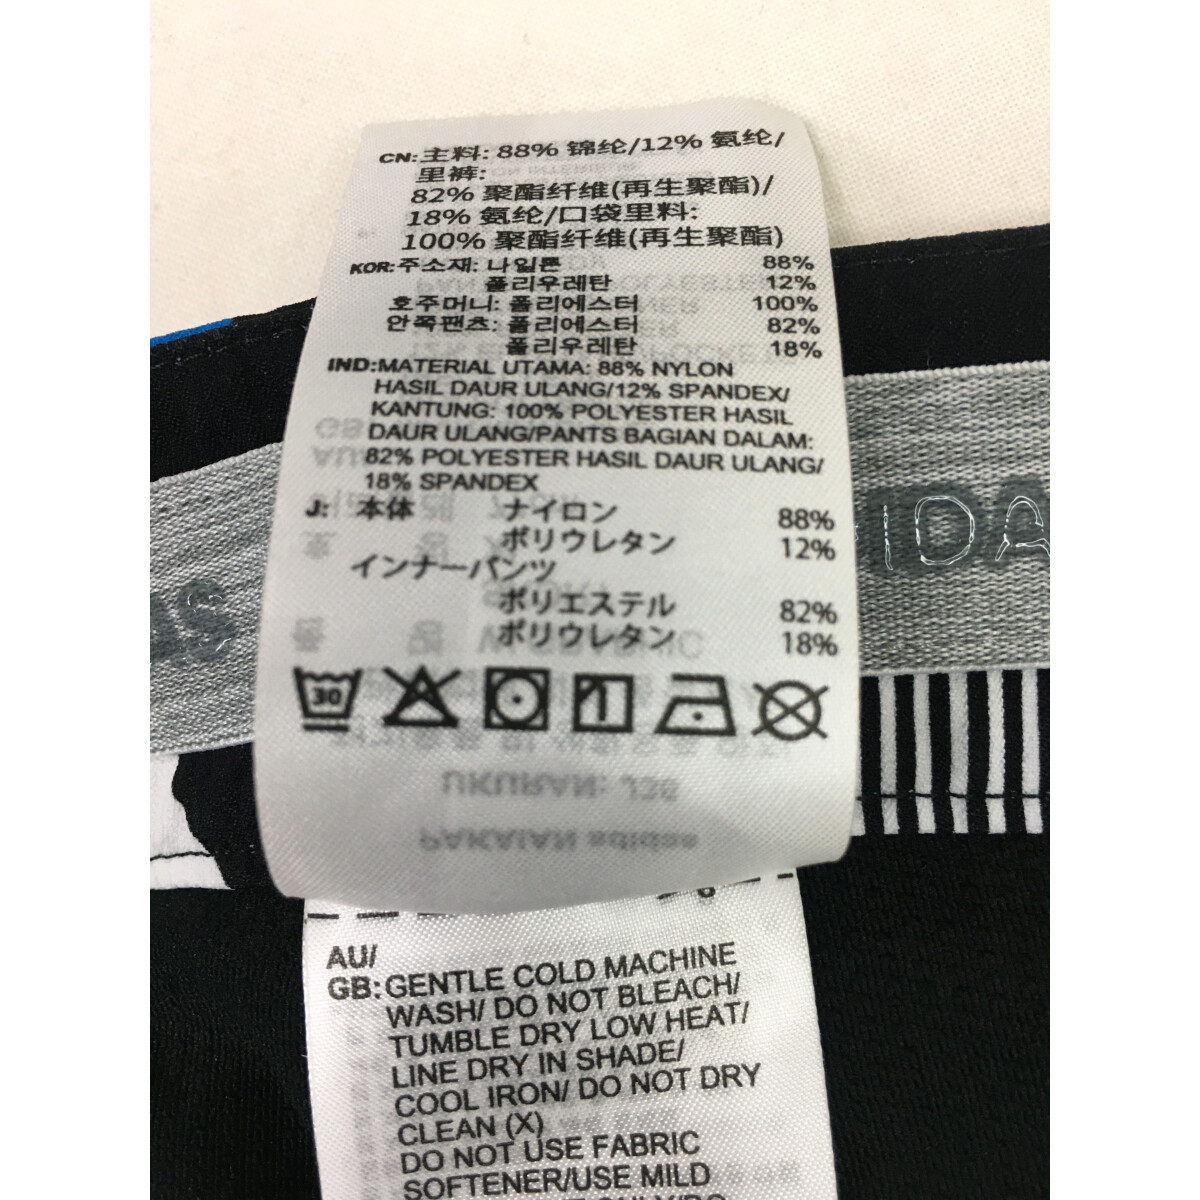 CN:主料: 88% 锦纶/12% 氨纶/
里裤:
82% 聚酯纤维(再生聚酯)/
18% 氨纶/口袋里料:
100% 聚酯纤维(再生聚酯)
KOR:주소재: 나일론 88%
폴리우레탄 12%
호주머니: 폴리에스터 100%
안쪽팬츠: 폴리에스터 82%
폴리우레탄 18%
IND:MATERIAL UTAMA: 88% NYLON
HASIL DAUR ULANG/12% SPANDEX/
KANTUNG: 100% POLYESTER HASIL
DAUR ULANG/PANTS BAGIAN DALAM:
82% POLYESTER HASIL DAUR ULANG/
18% SPANDEX
J: 本体 ナイロン 88%
ポリウレタン 12%
インナーパンツ
ポリエステル 82%
ポリウレタン 18%
30
AU/
GB:GENTLE COLD MACHINE
WASH/ DO NOT BLEACH/
TUMBLE DRY LOW HEAT/
LINE DRY IN SHADE/
COOL IRON/ DO NOT DRY
CLEAN (X)
DO NOT USE FABRIC
SOFTENER/USE MILD